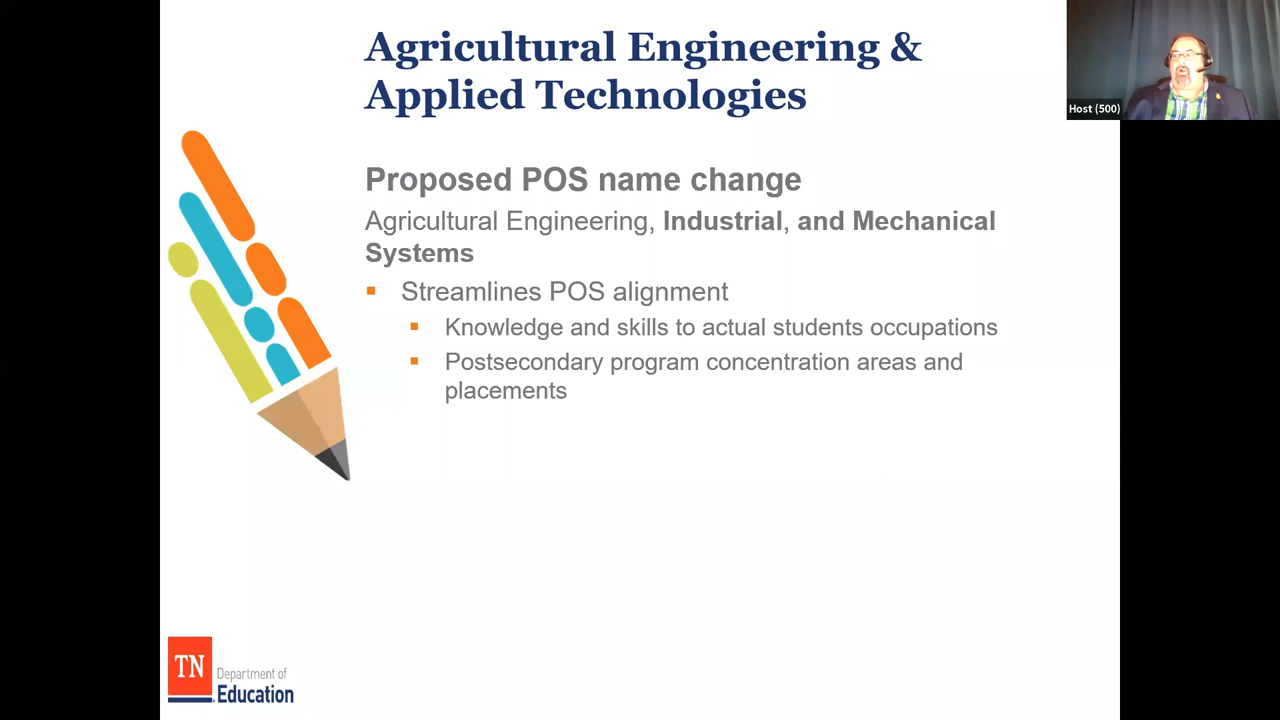 Agricultural Engineering &
Applied Technologies
Host (500)
Proposed POS name change
Agricultural Engineering, Industrial, and Mechanical
Systems
Streamlines POS alignment
Knowledge and skills to actual students occupations
Postsecondary program concentration areas and
placements
TN
Department of
Education